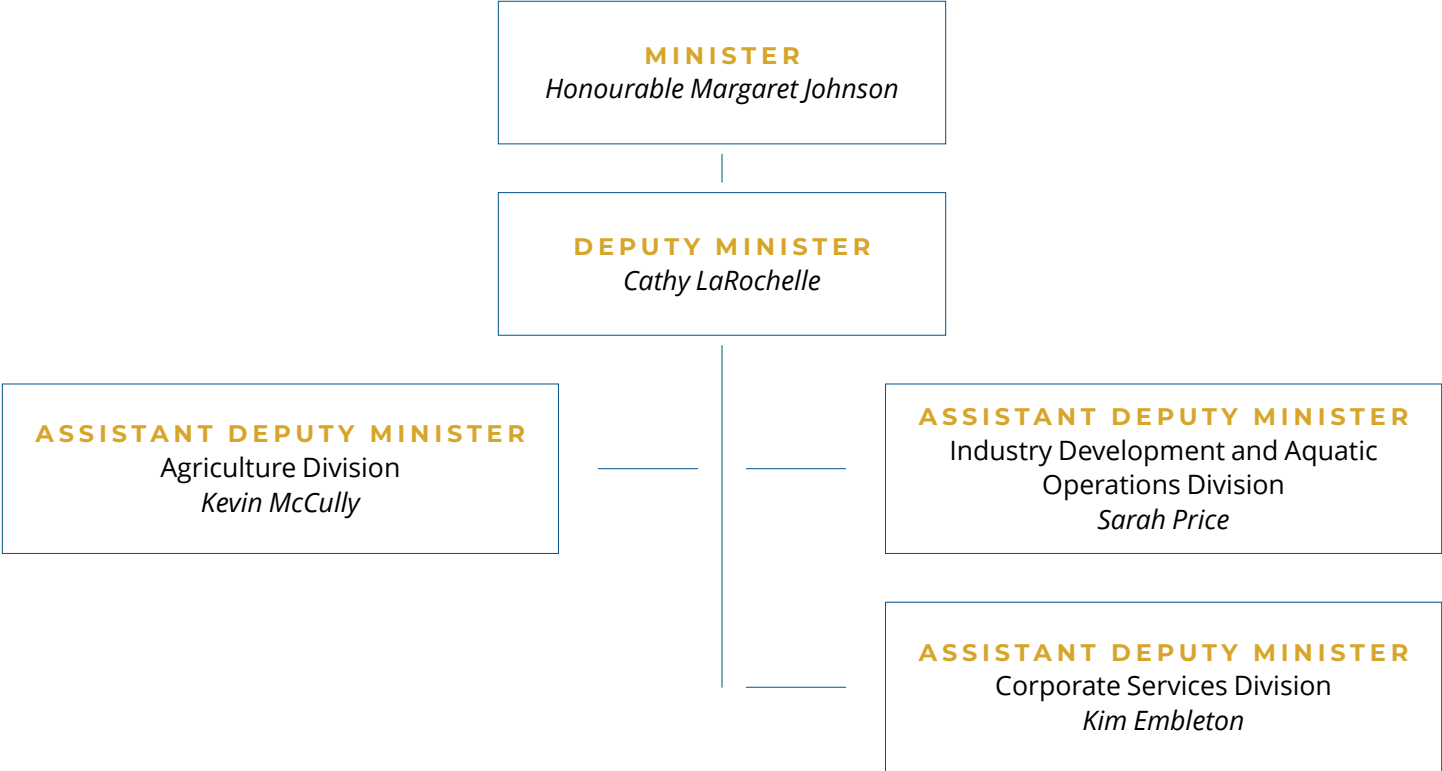 MINISTER
Honourable Margaret Johnson
DEPUTY MINISTER
Cathy LaRochelle
ASSISTANT DEPUTY MINISTER
Agriculture Division
Kevin McCully
ASSISTANT DEPUTY MINISTER
Industry Development and Aquatic
Operations Division
Sarah Price
ASSISTANT DEPUTY MINISTER
Corporate Services Division
Kim Embleton